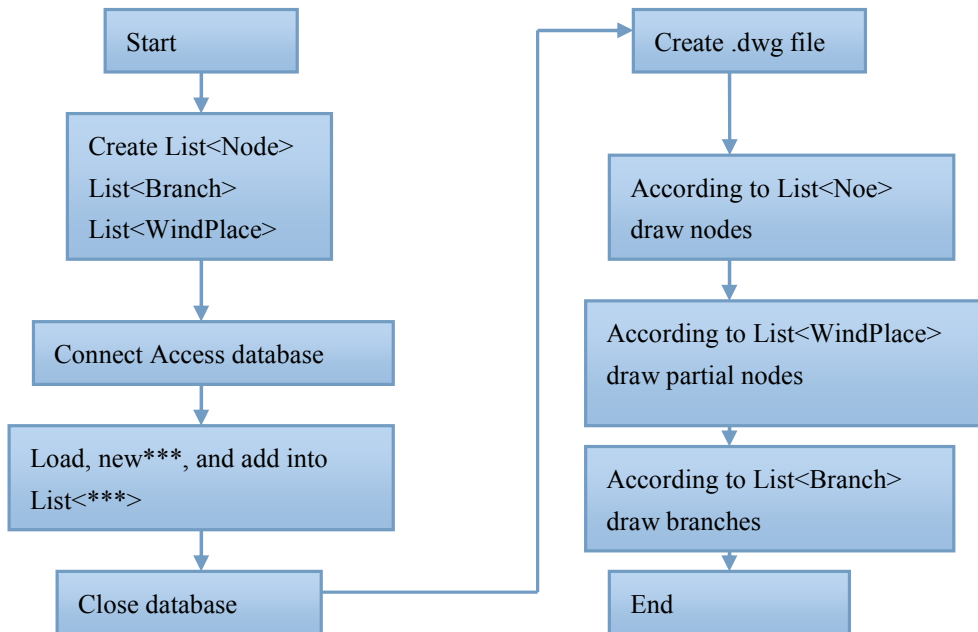 Start
Create List<Node>
List<Branch>
List<WindPlace>
Connect Access database
Load, new***, and add into
List<***>
Close database
Create .dwg file
According to List<Noe>
draw nodes
According to List<WindPlace>
draw partial nodes
According to List<Branch>
draw branches
End